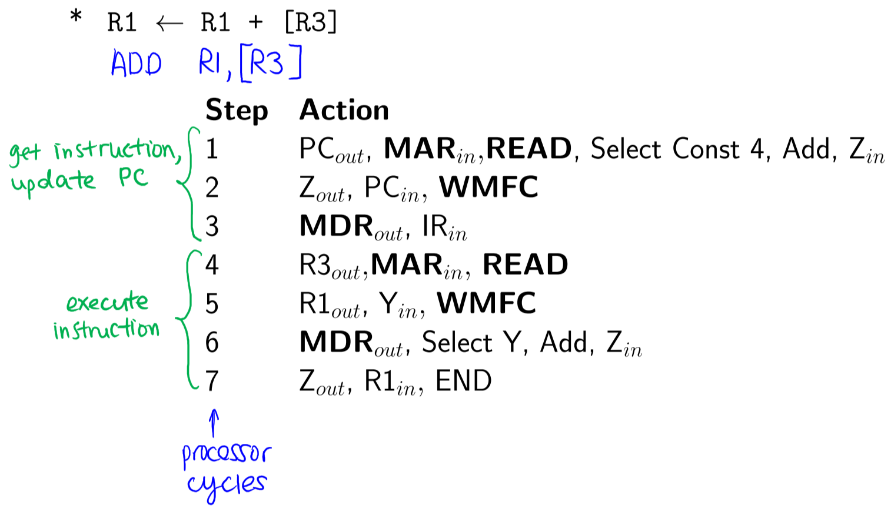 * R1 ← R1 + [R3]
ADD R1,[R3]
Step Action
get instruction,
update PC
1 PCout, MARin,READ, Select Const 4, Add, Zin
2 Zout, PCin, WMFC
3 MDRout, IRin
execute
instruction
4 R3out,MARin, READ
5 R1out, Yin, WMFC
6 MDRout, Select Y, Add, Zin
7 Zout, R1in, END
↑
processor
cycles